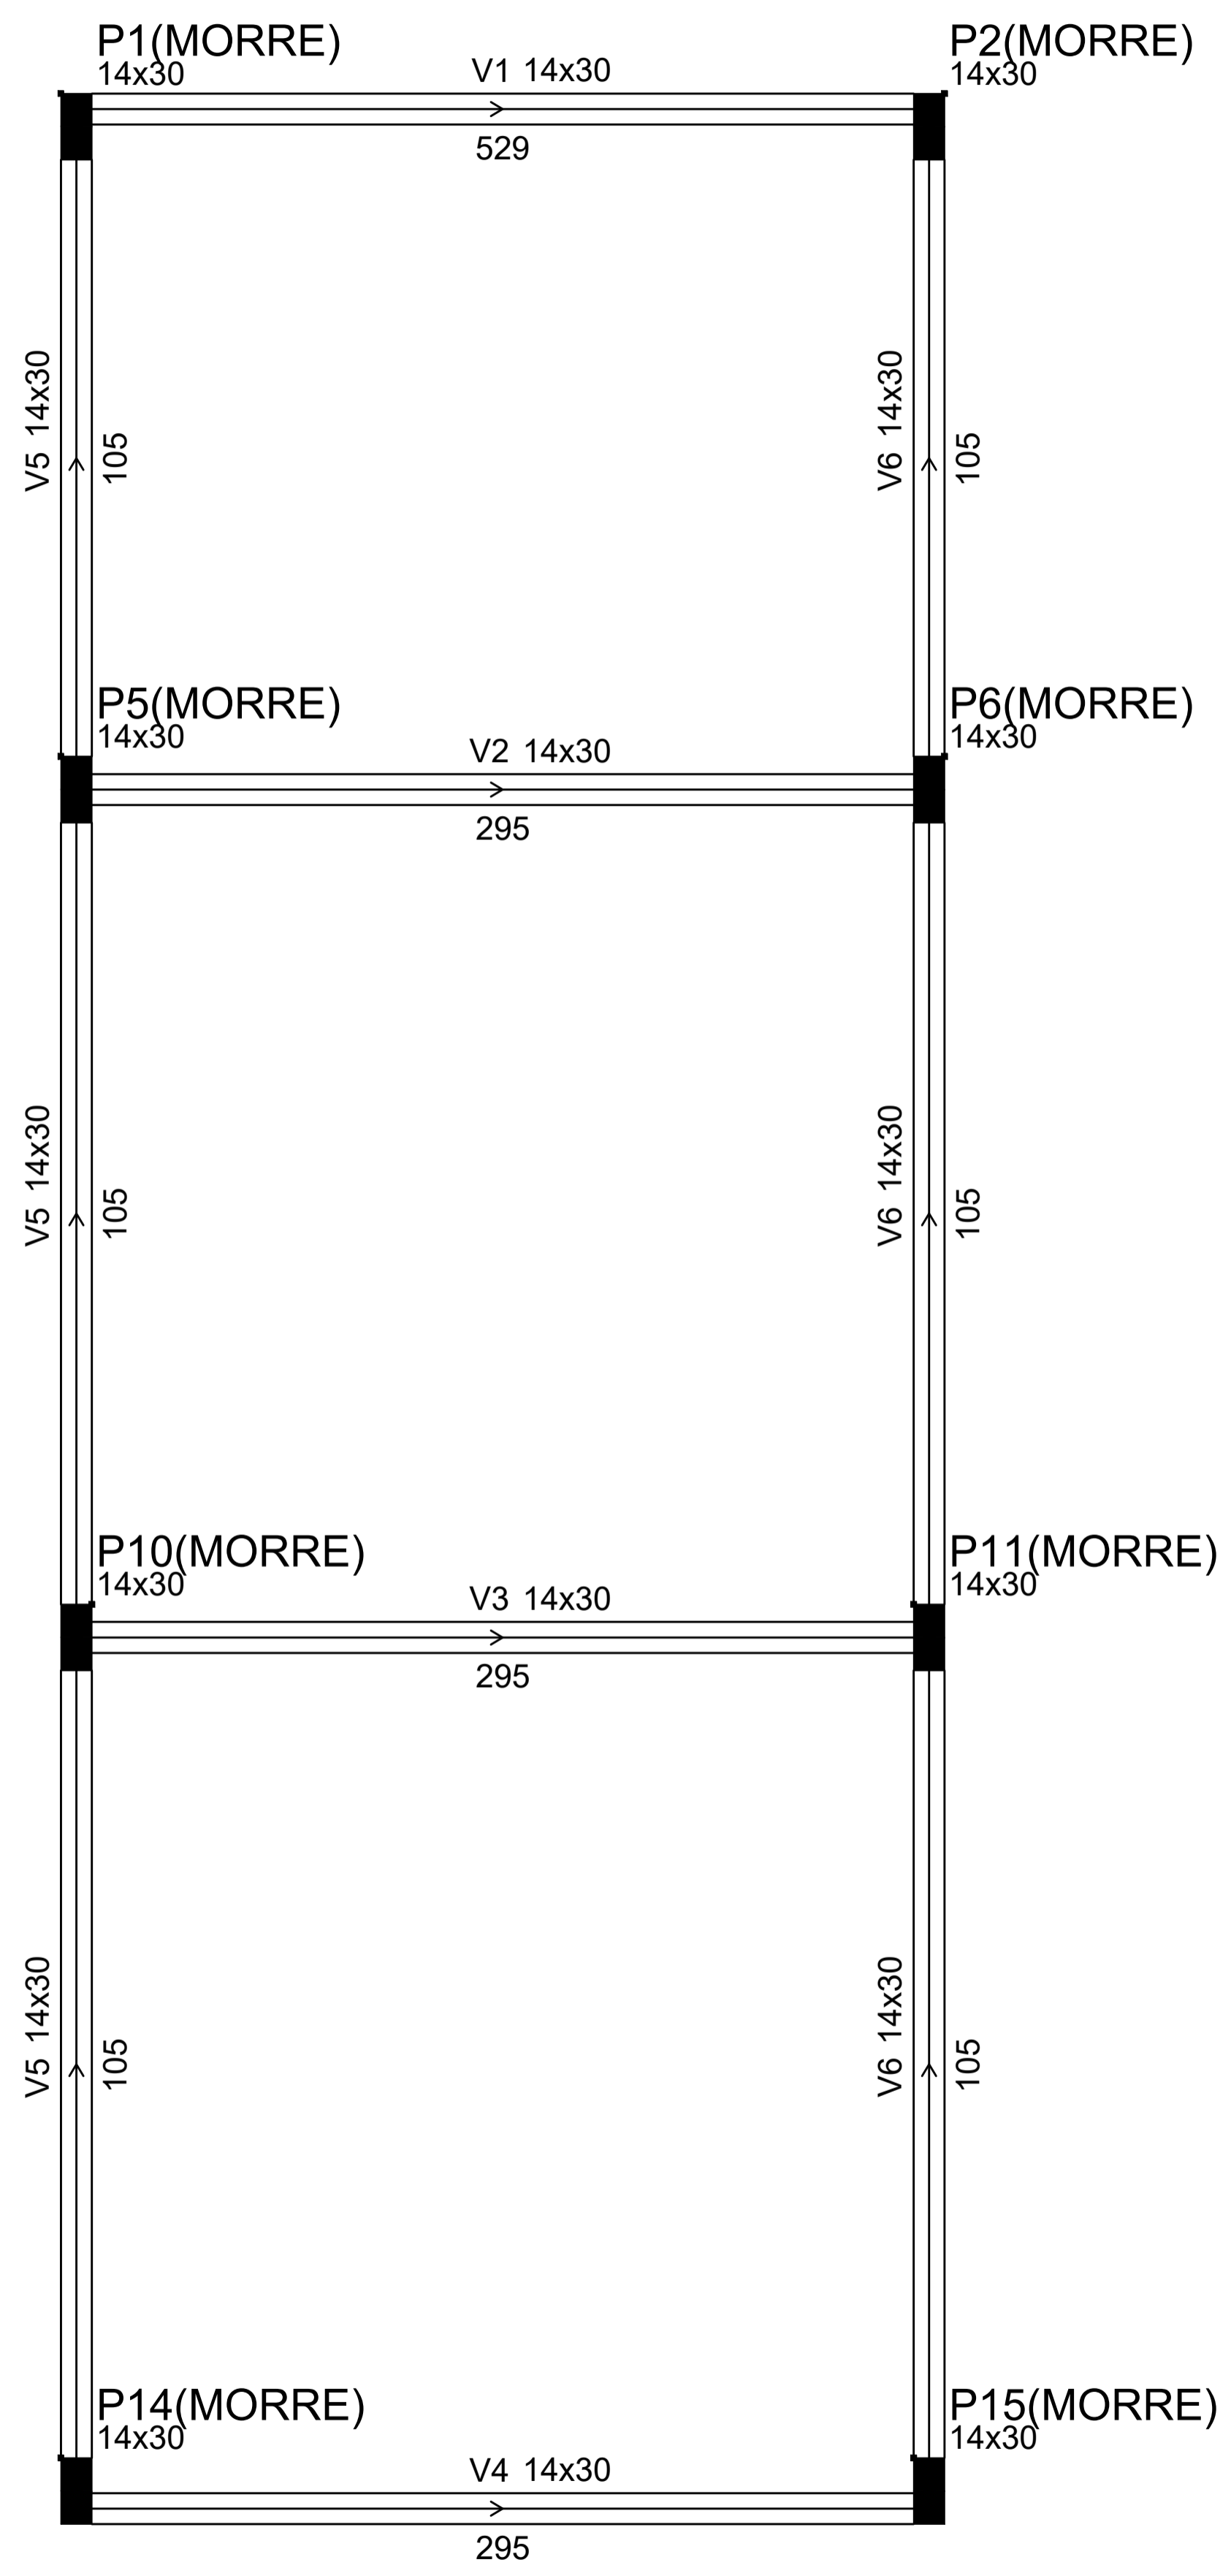 P1(MORRE)
14x30
V1 14x30
529
P2(MORRE)
14x30
V5 14x30
105
V6 14x30
105
P5(MORRE)
14x30
V2 14x30
295
P6(MORRE)
14x30
V5 14x30
105
V6 14x30
105
P10(MORRE)
14x30
V3 14x30
295
P11(MORRE)
14x30
V5 14x30
105
V6 14x30
105
P14(MORRE)
14x30
V4 14x30
295
P15(MORRE)
14x30